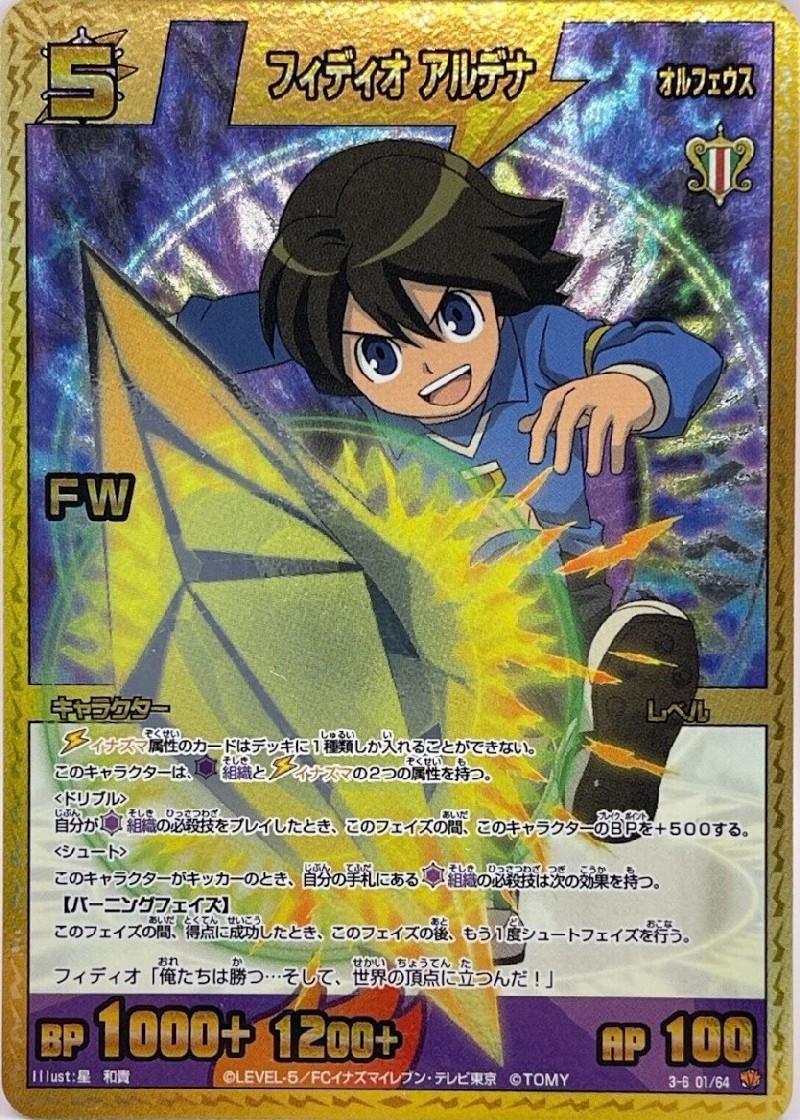 5
フィディオ アルデナ
オルフェウス
FW
キャラクター
レベル
イナズマ属性のカードはデッキに1種類しか入れることができない。
このキャラクターは、組織とイナズマの2つの属性を持つ。
<ドリブル>
自分が組織の必殺技をプレイしたとき、このフェイズの間、このキャラクターのBPを+500する。
<シュート>
このキャラクターがキッカーのとき、自分の手札にある組織の必殺技は次の効果を持つ。
【バーニングフェイズ】
このフェイズの間、得点に成功したとき、このフェイズの後、もう1度シュートフェイズを行う。
フィディオ「俺たちは勝つ…そして、世界の頂点に立つんだ！」
BP 1000+ 1200+
AP 100
Illust:星 和貴
©LEVEL-5/FCイナズマイレブン・テレビ東京 ©TOMY
3-6 01/64